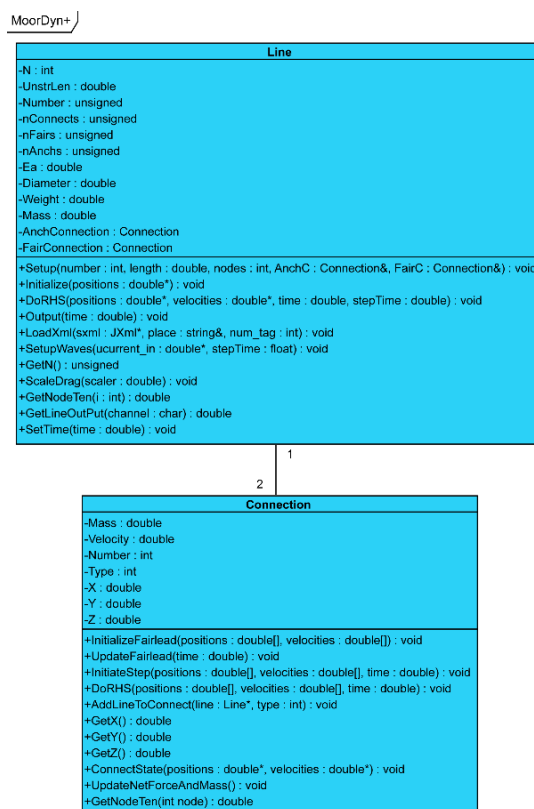 MoorDyn+
Line
-N : int
-UnstrLen : double
-Number : unsigned
-nConnects : unsigned
-nFairs : unsigned
-nAnchs : unsigned
-Ea : double
-Diameter : double
-Weight : double
-Mass : double
-AnchConnection : Connection
-FairConnection : Connection
+Setup(number : int, length : double, nodes : int, AnchC : Connection&, FairC : Connection&) : void
+Initialize(positions : double*) : void
+DoRHS(positions : double*, velocities : double*, time : double, stepTime : double) : void
+Output(time : double) : void
+LoadXml(sxml : JXml*, place : string&, num_tag : int) : void
+SetupWaves(ucurrent_in : double*, stepTime : float) : void
+GetN() : unsigned
+ScaleDrag(scaler : double) : void
+GetNodeTen(i : int) : double
+GetLineOutPut(channel : char) : double
+SetTime(time : double) : void
1
2
Connection
-Mass : double
-Velocity : double
-Number : int
-Type : int
-X : double
-Y : double
-Z : double
+InitializeFairlead(positions : double[], velocities : double[]) : void
+UpdateFairlead(time : double) : void
+InitiateStep(positions : double[], velocities : double[], time : double) : void
+DoRHS(positions : double[], velocities : double[], time : double) : void
+AddLineToConnect(line : Line*, type : int) : void
+GetX() : double
+GetY() : double
+GetZ() : double
+ConnectState(positions : double*, velocities : double*) : void
+UpdateNetForceAndMass() : void
+GetNodeTen(int node) : double